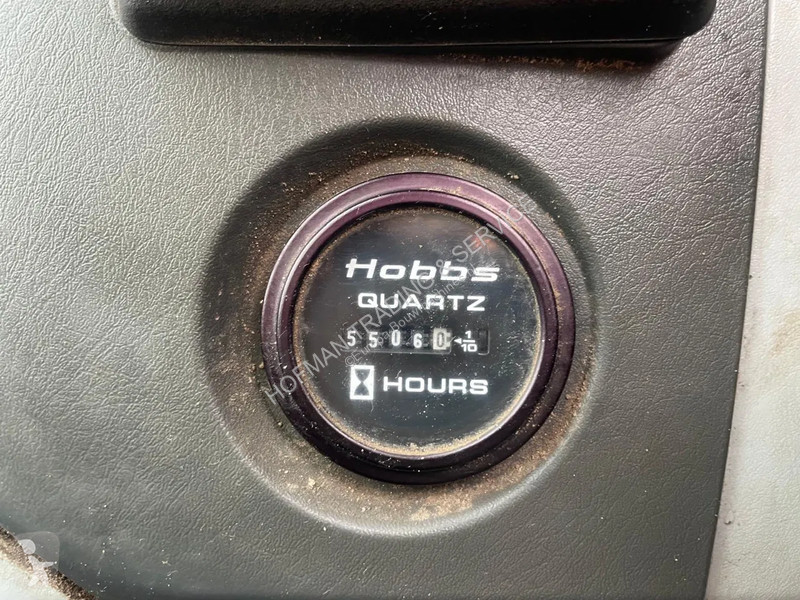 Hobbs
QUARTZ
55060 1/10
HOURS
HOFMAN TRADING & SERVICE